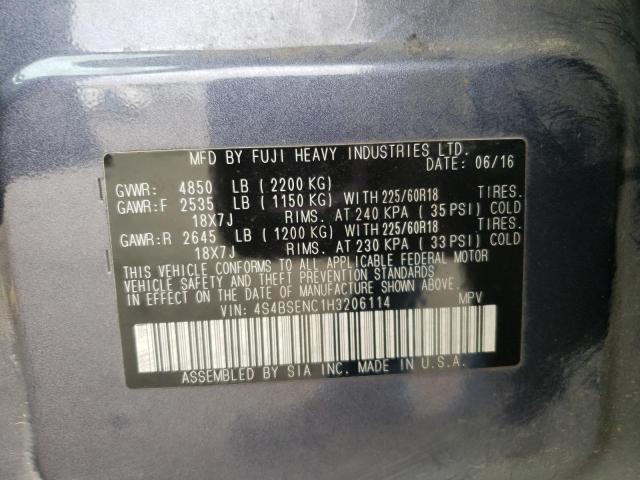 MFD BY FUJI HEAVY INDUSTRIES LTD.
DATE: 06/16
GVWR: 4850 LB ( 2200 KG)
GAWR:F 2535 LB ( 1150 KG) WITH 225/60R18 TIRES.
18X7J RIMS. AT 240 KPA ( 35 PSI) COLD
GAWR:R 2645 LB ( 1200 KG) WITH 225/60R18 TIRES.
18X7J RIMS. AT 230 KPA ( 33 PSI) COLD
THIS VEHICLE CONFORMS TO ALL APPLICABLE FEDERAL MOTOR
VEHICLE SAFETY AND THEFT PREVENTION STANDARDS
IN EFFECT ON THE DATE OF MANUFACTURE SHOWN ABOVE.
VIN: 4S4BSENC1H3206114 MPV
ASSEMBLED BY SIA INC. MADE IN U.S.A.